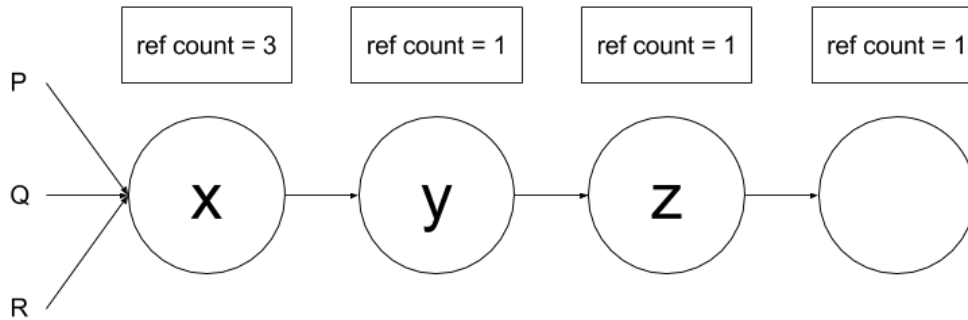 ref count = 3
ref count = 1
ref count = 1
ref count = 1
P
Q
R
x
y
z